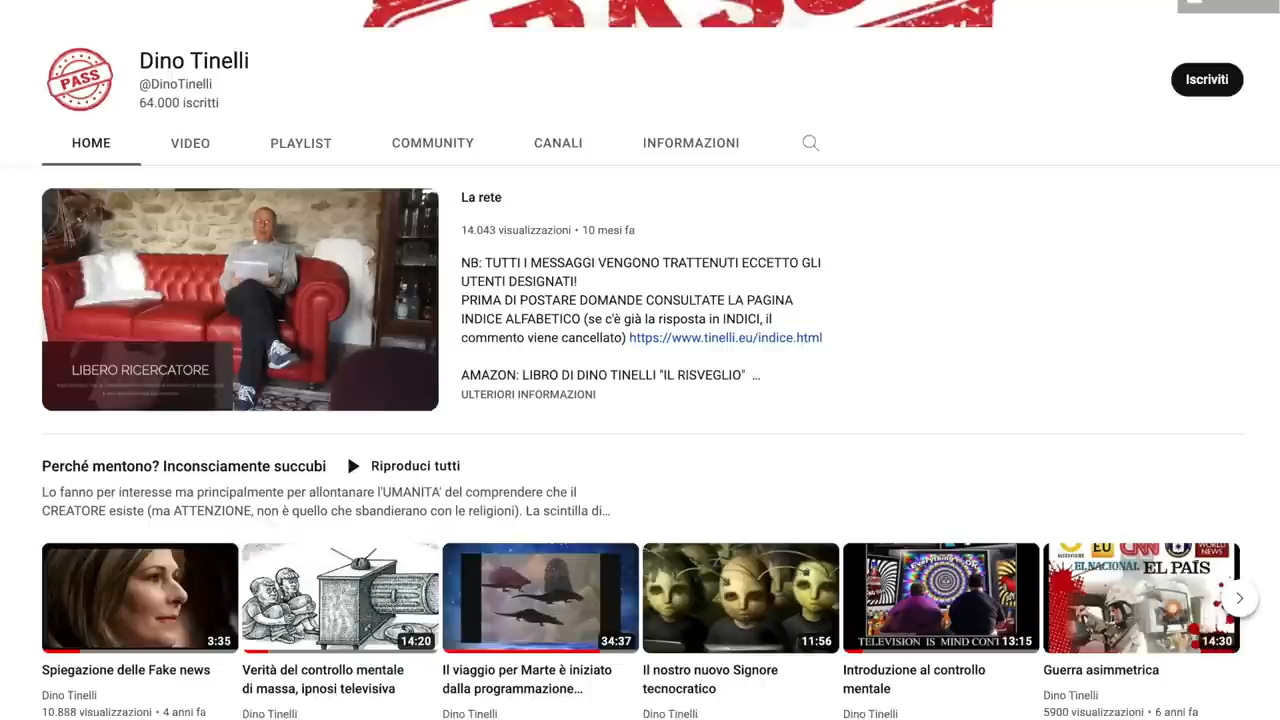 PASS
PASS
Dino Tinelli
@DinoTinelli
64.000 iscritti
Iscriviti
HOME
VIDEO
PLAYLIST
COMMUNITY
CANALI
INFORMAZIONI
LIBERO RICERCATORE
La rete
14.043 visualizzazioni • 10 mesi fa
NB: TUTTI I MESSAGGI VENGONO TRATTENUTI ECCETTO GLI
UTENTI DESIGNATI!
PRIMA DI POSTARE DOMANDE CONSULTATE LA PAGINA
INDICE ALFABETICO (se c'è già la risposta in INDICI, il
commento viene cancellato) https://www.tinelli.eu/indice.html
AMAZON: LIBRO DI DINO TINELLI "IL RISVEGLIO" ...
ULTERIORI INFORMAZIONI
Perché mentono? Inconsciamente succubi
Riproduci tutti
Lo fanno per interesse ma principalmente per allontanare l'UMANITA' del comprendere che il
CREATORE esiste (ma ATTENZIONE, non è quello che sbandierano con le religioni). La scintilla di...
3:35
14:20
34:37
11:56
TELEVISION IS MIND CONT
13:15
EU
CNN
WORLD
NEWS
EL NACIONAL
EL PAÍS
14:30
Spiegazione delle Fake news
Dino Tinelli
10.888 visualizzazioni • 4 anni fa
Verità del controllo mentale
di massa, ipnosi televisiva
Dino Tinelli
Il viaggio per Marte è iniziato
dalla programmazione...
Dino Tinelli
Il nostro nuovo Signore
tecnocratico
Dino Tinelli
Introduzione al controllo
mentale
Dino Tinelli
Guerra asimmetrica
Dino Tinelli
5900 visualizzazioni • 6 anni fa